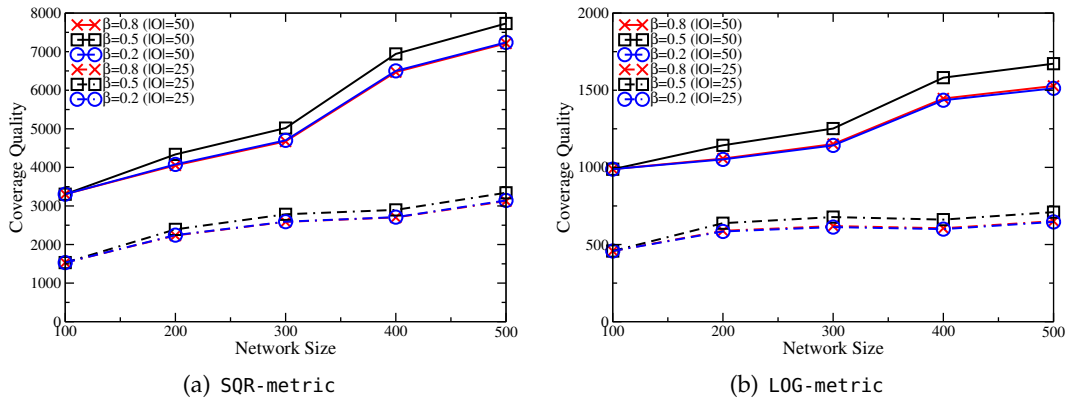 8000
7000
6000
5000
4000
3000
2000
1000
0
Coverage Quality
β=0.8 (|O|=50)
β=0.5 (|O|=50)
β=0.2 (|O|=50)
β=0.8 (|O|=25)
β=0.5 (|O|=25)
β=0.2 (|O|=25)
100 200 300 400 500
Network Size
(a) SQR-metric
2000
1500
1000
500
0
Coverage Quality
β=0.8 (|O|=50)
β=0.5 (|O|=50)
β=0.2 (|O|=50)
β=0.8 (|O|=25)
β=0.5 (|O|=25)
β=0.2 (|O|=25)
100 200 300 400 500
Network Size
(b) LOG-metric